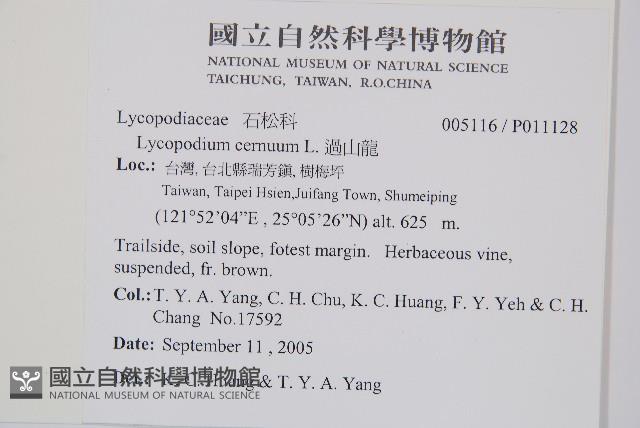 國立自然科學博物館
NATIONAL MUSEUM OF NATURAL SCIENCE
TAICHUNG, TAIWAN, R.O.CHINA
Lycopodiaceae 石松科 005116 / P011128
Lycopodium cernuum L. 過山龍
Loc.: 台灣, 台北縣瑞芳鎮, 樹梅坪
Taiwan, Taipei Hsien,Juifang Town, Shumeiping
(121°52’04”E , 25°05’26”N) alt. 625 m.
Trailside, soil slope, fotest margin. Herbaceous vine,
suspended, fr. brown.
Col.: T. Y. A. Yang, C. H. Chu, K. C. Huang, F. Y. Yeh & C. H.
Chang No.17592
Date: September 11 , 2005
& T. Y. A. Yang
國立自然科學博物館
NATIONAL MUSEUM OF NATURAL SCIENCE